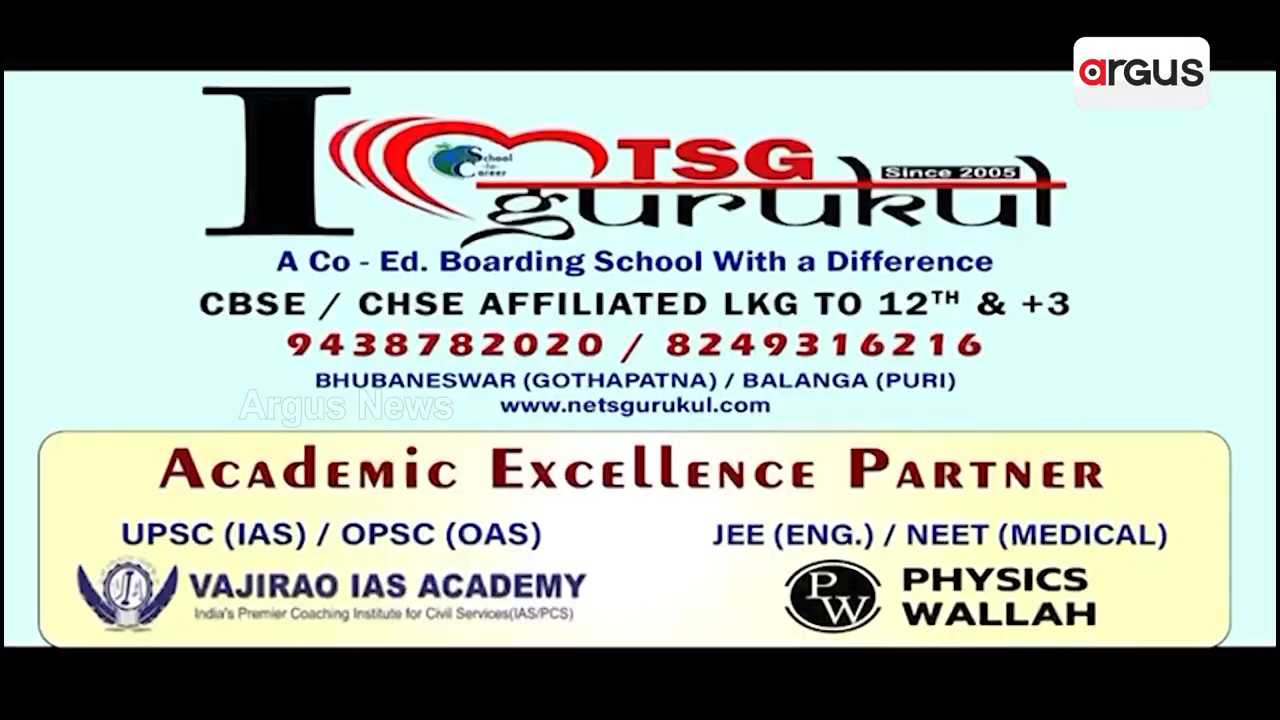 argus
I TSG gurukul
School
-to-
Career
Since 2005
A Co - Ed. Boarding School With a Difference
CBSE / CHSE AFFILIATED LKG TO 12TH & +3
9438782020 / 8249316216
BHUBANESWAR (GOTHAPATNA) / BALANGA (PURI)
Argus News
www.netsgurukul.com
Academic Excellence Partner
UPSC (IAS) / OPSC (OAS)
JEE (ENG.) / NEET (MEDICAL)
VIA VAJIRAO IAS ACADEMY
India's Premier Coaching Institute for Civil Services(IAS/PCS)
PW PHYSICS
WALLAH